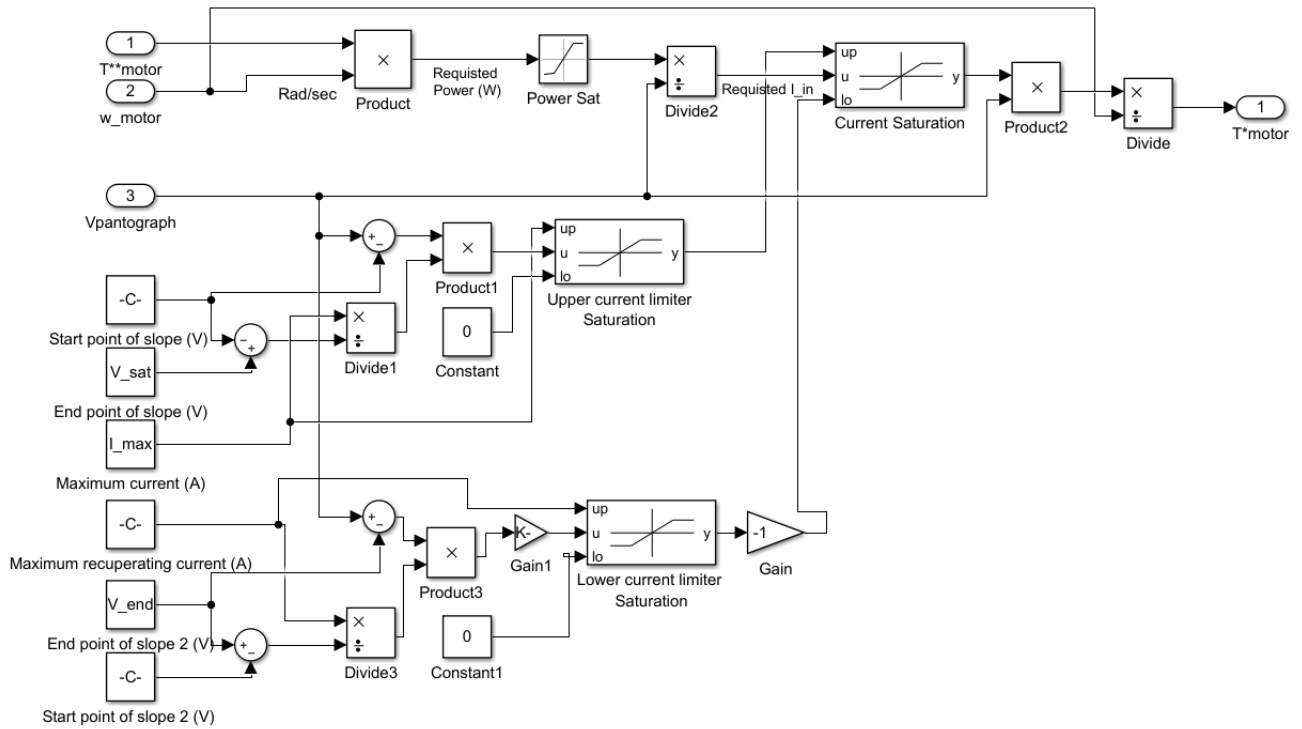 1
T**motor
2
w_motor
Rad/sec
×
Product
Requisted
Power (W)
Power Sat
×
÷
Divide2
Requisted I_in
up
u
lo
y
Current Saturation
×
Product2
×
÷
Divide
1
T*motor
3
Vpantograph
+
−
×
Product1
up
u
lo
y
Upper current limiter
Saturation
-C-
Start point of slope (V)
−
+
×
÷
Divide1
0
Constant
V_sat
End point of slope (V)
I_max
Maximum current (A)
-C-
Maximum recuperating current (A)
+
−
×
Product3
K-
Gain1
up
u
lo
y
Lower current limiter
Saturation
-1
Gain
V_end
End point of slope 2 (V)
+
−
×
÷
Divide3
0
Constant1
-C-
Start point of slope 2 (V)